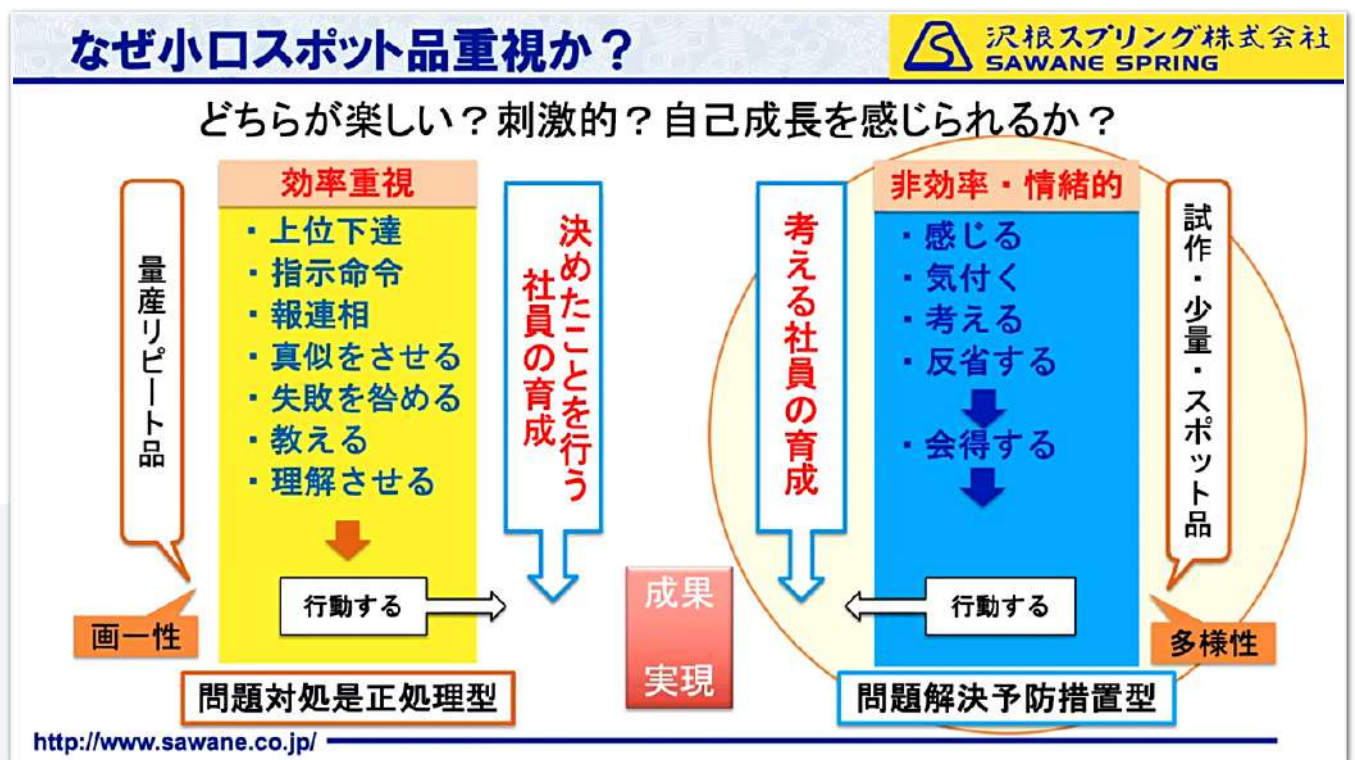 なぜ小口スポット品重視か？
沢根スプリング株式会社
SAWANE SPRING
どちらが楽しい？刺激的？自己成長を感じられるか？
量産リピート品
画一性
効率重視
・上位下達
・指示命令
・報連相
・真似をさせる
・失敗を咎める
・教える
・理解させる
行動する
問題対処是正処理型
決めたことを行う
社員の育成
成果
実現
考える社員の育成
非効率・情緒的
・感じる
・気付く
・考える
・反省する
・会得する
行動する
問題解決予防措置型
試作・少量・スポット品
多様性
http://www.sawane.co.jp/